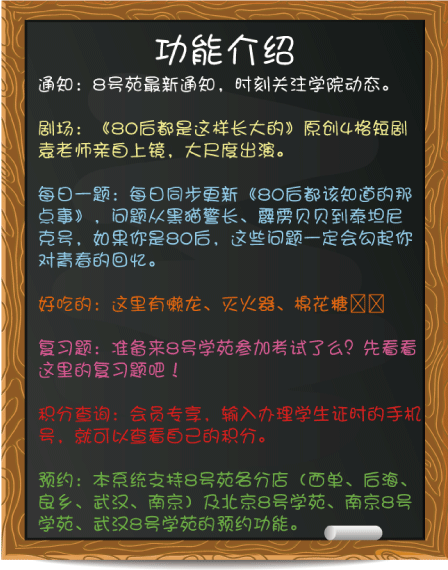 功能介绍
通知：8号苑最新通知，时刻关注学院动态。
剧场：《80后都是这样长大的》原创4格短剧
袁老师亲自上镜，大尺度出演。
每日一题：每日同步更新《80后都该知道的那
点事》，问题从黑猫警长、霹雳贝贝到泰坦尼
克号，如果你是80后，这些问题一定会勾起你
对青春的回忆。
好吃的：这里有懒龙、灭火器、棉花糖
复习题：准备来8号学苑参加考试了么？先看看
这里的复习题吧！
积分查询：会员专享，输入办理学生证时的手机
号，就可以查看自己的积分。
预约：本系统支持8号苑各分店（西单、后海、
良乡、武汉、南京）及北京8号学苑、南京8号
学苑、武汉8号学苑的预约功能。